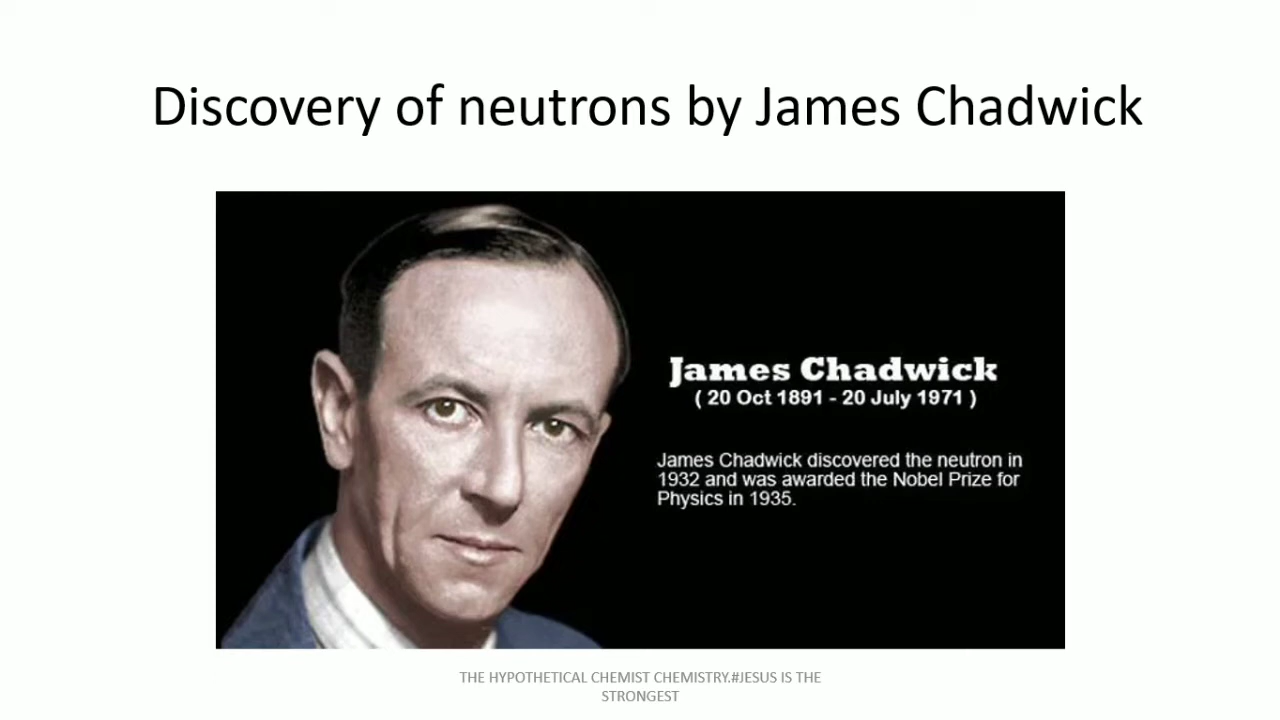 Discovery of neutrons by James Chadwick
James Chadwick
( 20 Oct 1891 - 20 July 1971 )
James Chadwick discovered the neutron in
1932 and was awarded the Nobel Prize for
Physics in 1935.
THE HYPOTHETICAL CHEMIST CHEMISTRY.#JESUS IS THE
STRONGEST